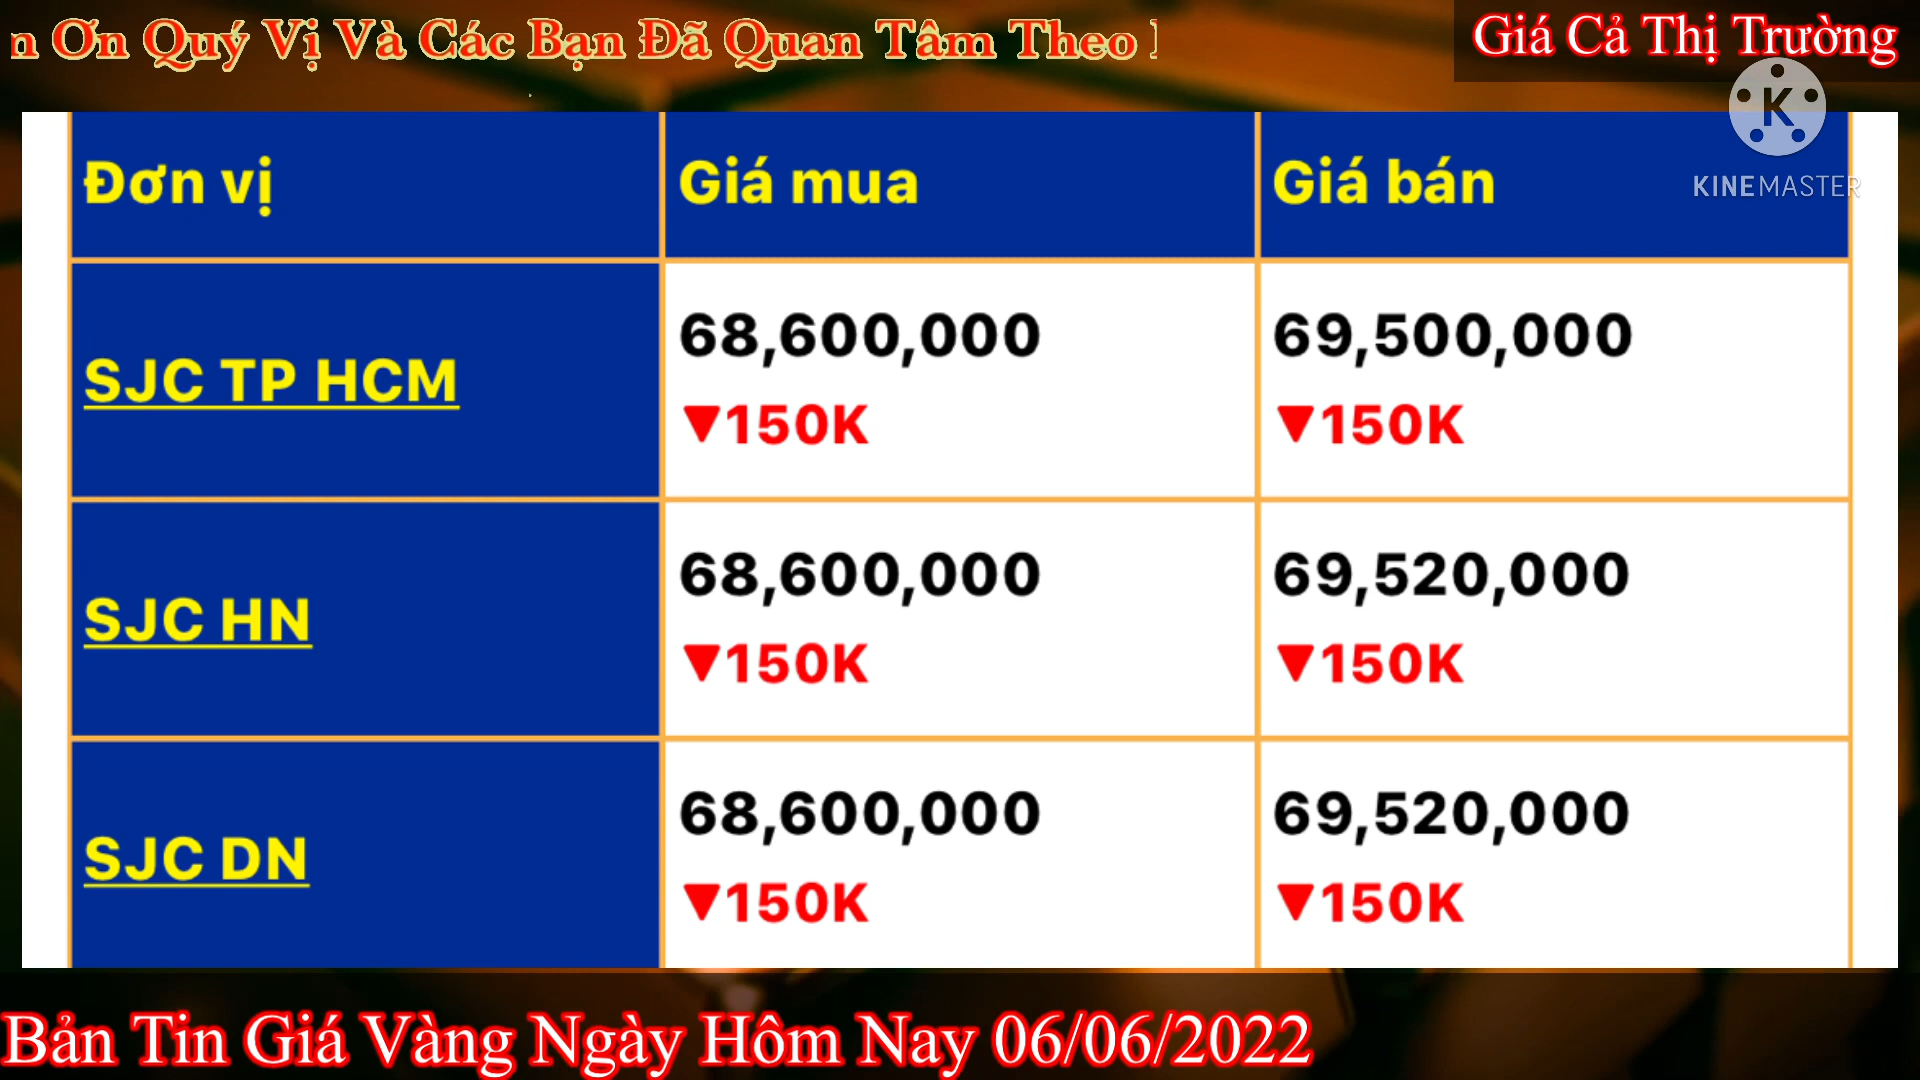 n Ơn Quý Vị Và Các Bạn Đã Quan Tâm Theo
Giá Cả Thị Trường
K
KINEMASTER
Đơn vị Giá mua Giá bán
SJC TP HCM 68,600,000 69,500,000
▼150K ▼150K
SJC HN 68,600,000 69,520,000
▼150K ▼150K
SJC DN 68,600,000 69,520,000
▼150K ▼150K
Bản Tin Giá Vàng Ngày Hôm Nay 06/06/2022